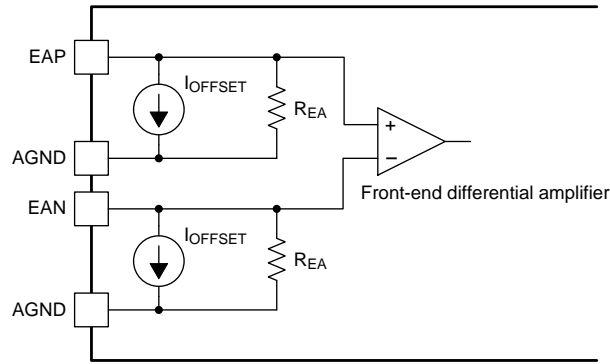 EAP
IOFFSET
REA
+
−
AGND
Front-end differential amplifier
EAN
IOFFSET
REA
AGND